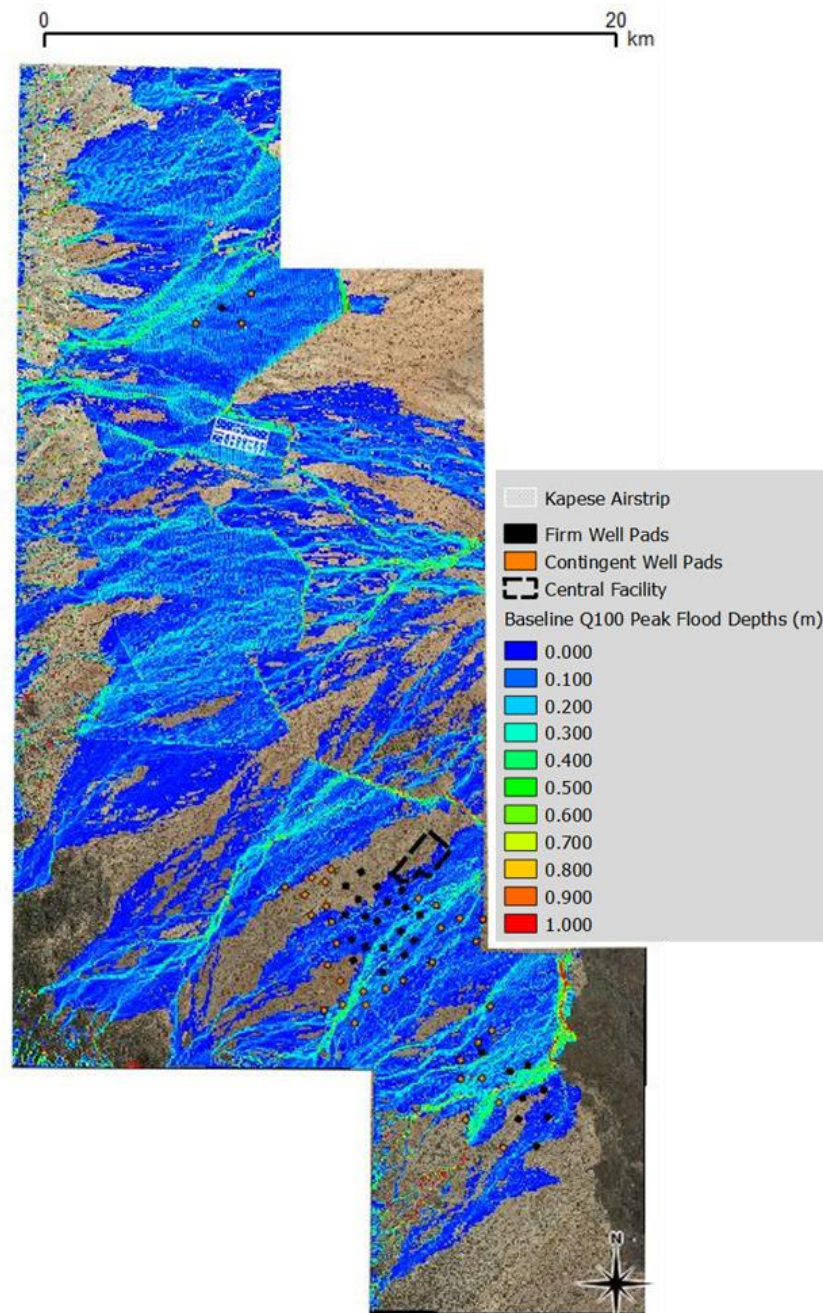 0
20
km
Kapese Airstrip
Firm Well Pads
Contingent Well Pads
Central Facility
Baseline Q100 Peak Flood Depths (m)
0.000
0.100
0.200
0.300
0.400
0.500
0.600
0.700
0.800
0.900
1.000
N